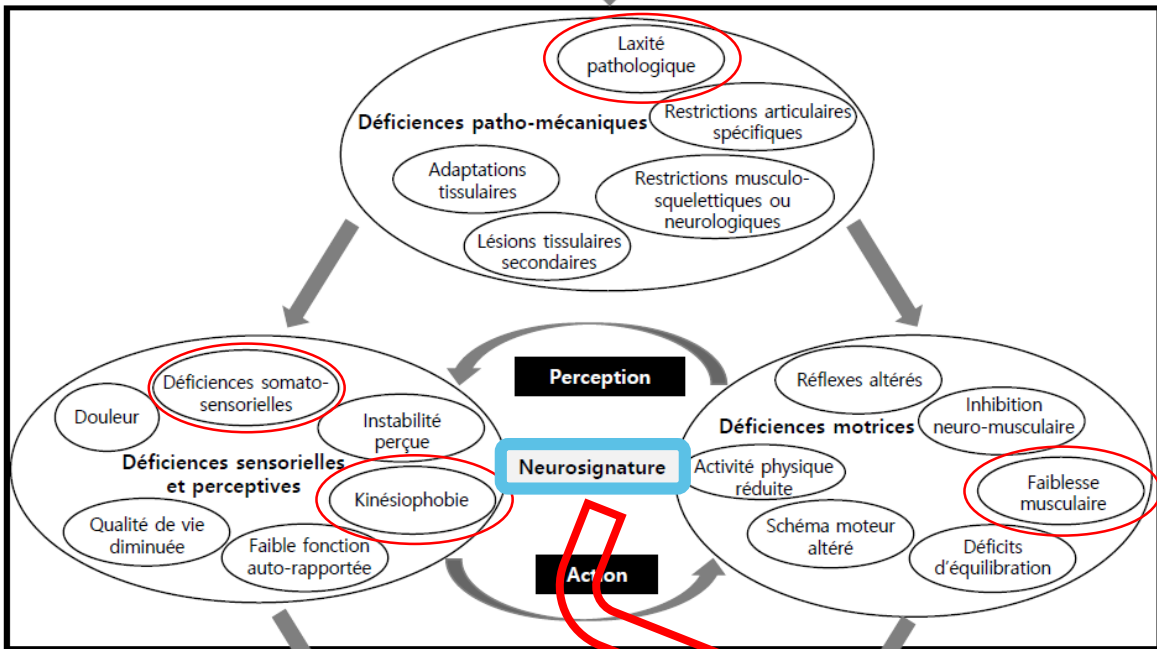 Laxité
pathologique
Déficiences patho-mécaniques
Restrictions articulaires
spécifiques
Adaptations
tissulaires
Restrictions musculo-
squelettiques ou
neurologiques
Lésions tissulaires
secondaires
Perception
Déficiences somato-
sensorielles
Douleur
Instabilité
perçue
Déficiences sensorielles
et perceptives
Kinésiophobie
Qualité de vie
diminuée
Faible fonction
auto-rapportée
Neurosignature
Action
Réflexes altérés
Inhibition
neuro-musculaire
Déficiences motrices
Activité physique
réduite
Faiblesse
musculaire
Schéma moteur
altéré
Déficits
d'équilibration